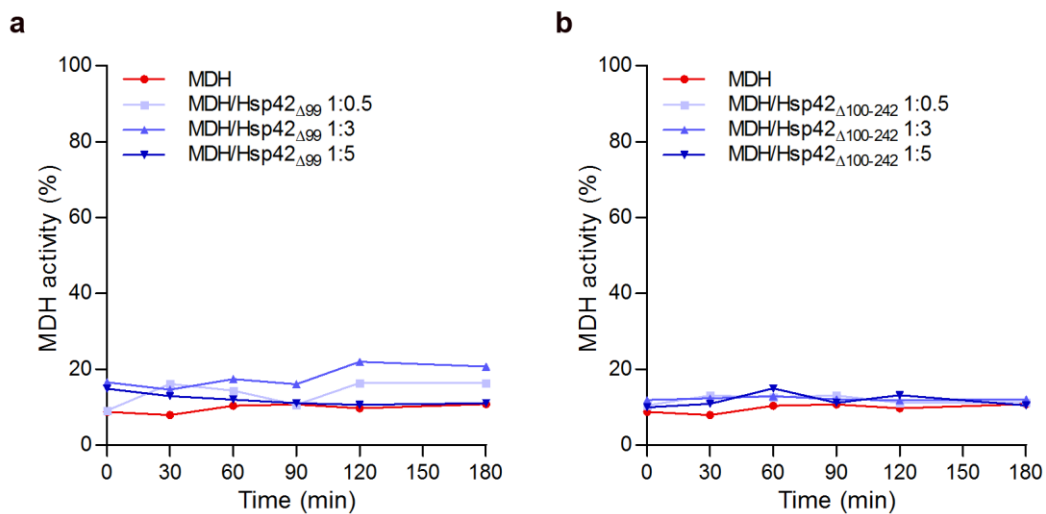 a
MDH
MDH/Hsp42Δ99 1:0.5
MDH/Hsp42Δ99 1:3
MDH/Hsp42Δ99 1:5
MDH activity (%)
100
80
60
40
20
0
0 30 60 90 120 150 180
Time (min)
b
MDH
MDH/Hsp42Δ100-242 1:0.5
MDH/Hsp42Δ100-242 1:3
MDH/Hsp42Δ100-242 1:5
MDH activity (%)
100
80
60
40
20
0
0 30 60 90 120 150 180
Time (min)